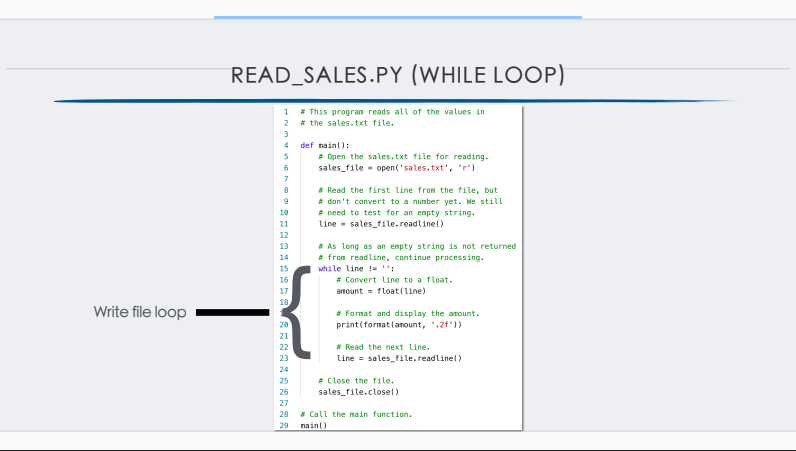 READ_SALES.PY (WHILE LOOP)
1 # This program reads all of the values in
2 # the sales.txt file.
3
4 def main():
5 # Open the sales.txt file for reading.
6 sales_file = open('sales.txt', 'r')
7
8 # Read the first line from the file, but
9 # don't convert to a number yet. We still
10 # need to test for an empty string.
11 line = sales_file.readline()
12
13 # As long as an empty string is not returned
14 # from readline, continue processing.
15 while line != '':
16 # Convert line to a float.
17 amount = float(line)
18
# Format and display the amount.
20 print(format(amount, '.2f'))
21
22 # Read the next line.
23 line = sales_file.readline()
24
25 # Close the file.
26 sales_file.close()
27
28 # Call the main function.
29 main()
Write file loop